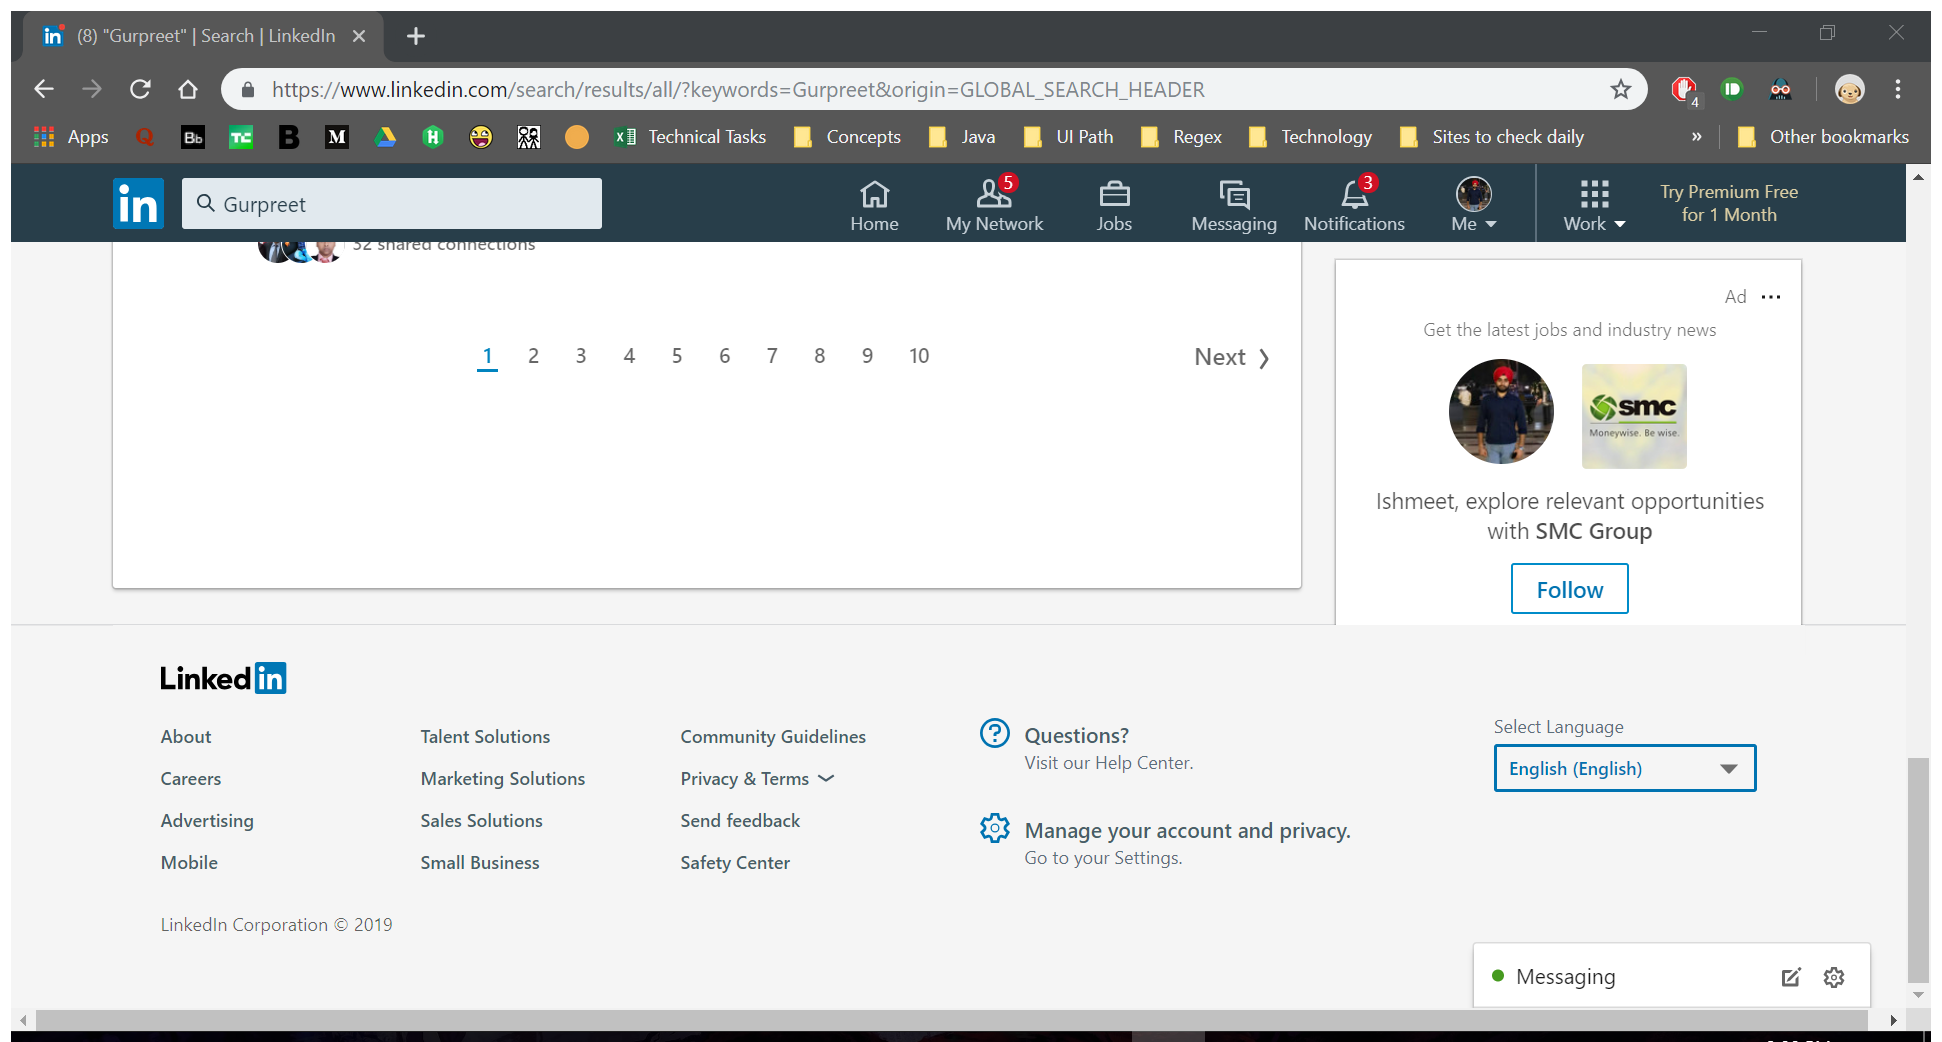 (8) "Gurpreet" | Search | LinkedIn
https://www.linkedin.com/search/results/all/?keywords=Gurpreet&origin=GLOBAL_SEARCH_HEADER
4
Apps Q Bb TC B M H Technical Tasks Concepts Java UI Path Regex Technology Sites to check daily » Other bookmarks
in Gurpreet
5 3
Home My Network Jobs Messaging Notifications Me Work
Try Premium Free
for 1 Month
32 shared connections
1 2 3 4 5 6 7 8 9 10 Next
Ad
Get the latest jobs and industry news
smc
Moneywise. Be wise.
Ishmeet, explore relevant opportunities
with SMC Group
Follow
LinkedIn
About
Careers
Advertising
Mobile
Talent Solutions
Marketing Solutions
Sales Solutions
Small Business
Community Guidelines
Privacy & Terms
Send feedback
Safety Center
Questions?
Visit our Help Center.
Manage your account and privacy.
Go to your Settings.
Select Language
English (English)
LinkedIn Corporation © 2019
Messaging